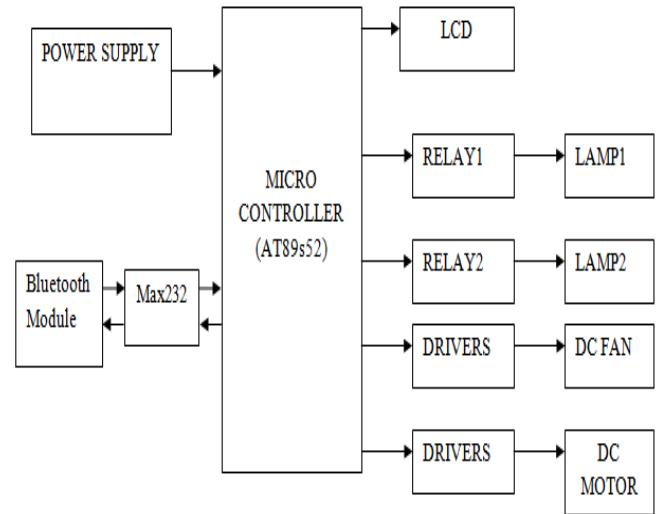 POWER SUPPLY
Bluetooth
Module
Max232
MICRO
CONTROLLER
(AT89s52)
LCD
RELAY1
LAMP1
RELAY2
LAMP2
DRIVERS
DC FAN
DRIVERS
DC
MOTOR